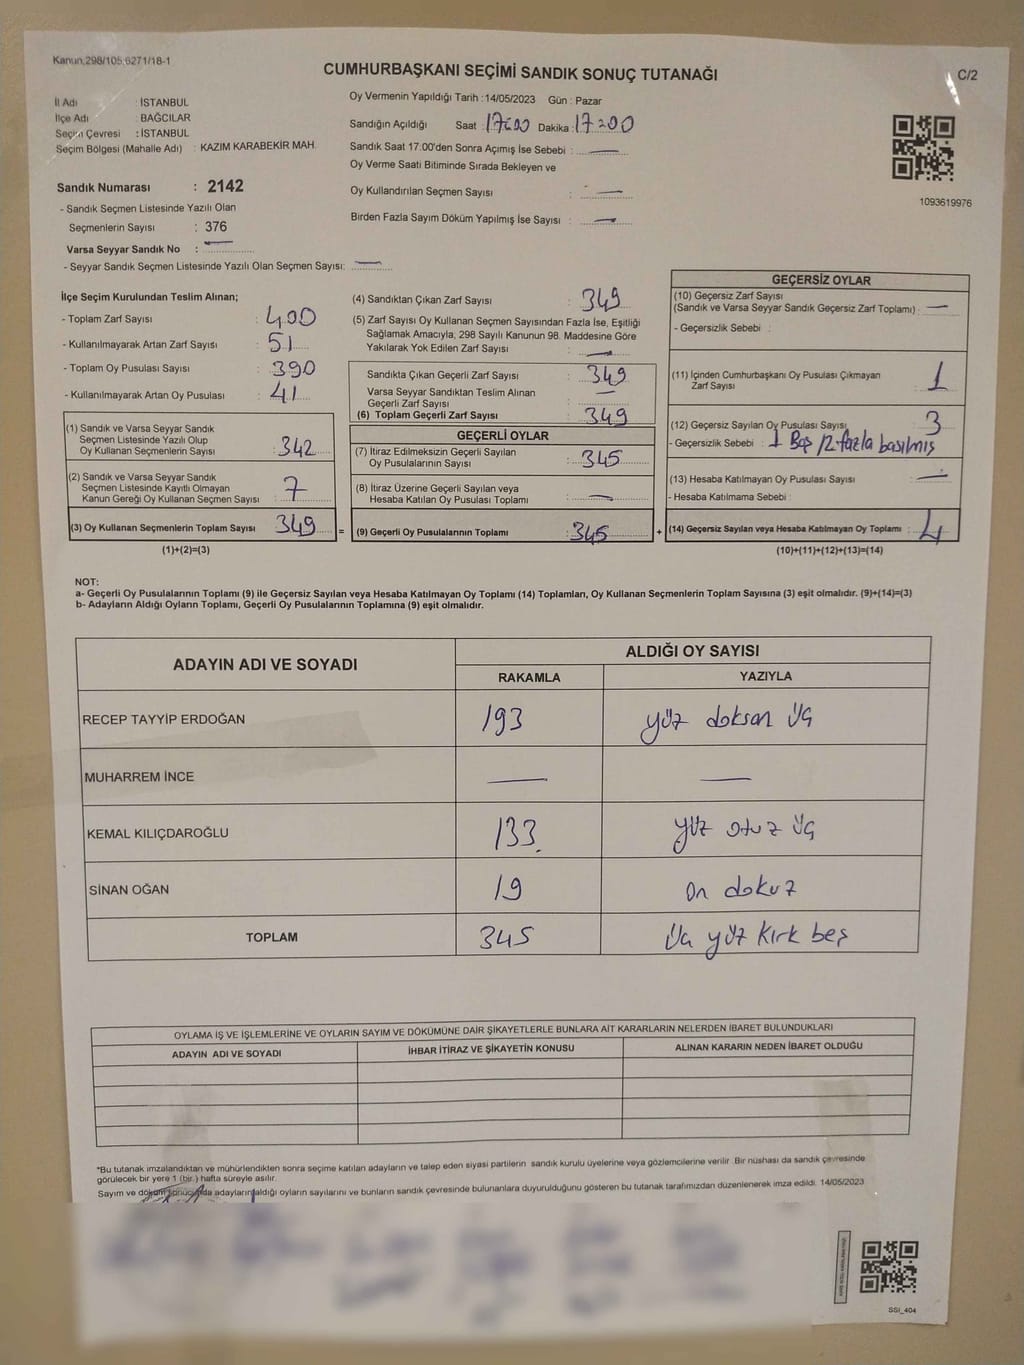 Kanun.298/105,6271/18-1
CUMHURBAŞKANI SEÇİMİ SANDIK SONUÇ TUTANAĞI
C/2
İl Adı : İSTANBUL
İlçe Adı : BAĞCILAR
Seçim Çevresi : İSTANBUL
Seçim Bölgesi (Mahalle Adı) : KAZIM KARABEKİR MAH.
Oy Vermenin Yapıldığı Tarih :14/05/2023 Gün : Pazar
Sandığın Açıldığı Saat : 17:00 Dakika : 17:00
Sandık Saat 17:00'den Sonra Açımış İse Sebebi : —
Oy Verme Saati Bitiminde Sırada Bekleyen ve
Oy Kullandırılan Seçmen Sayısı : —
Birden Fazla Sayım Döküm Yapılmış İse Sayısı : —
1093619976
Sandık Numarası : 2142
- Sandık Seçmen Listesinde Yazılı Olan
Seçmenlerin Sayısı : 376
Varsa Seyyar Sandık No : —
- Seyyar Sandık Seçmen Listesinde Yazılı Olan Seçmen Sayısı: —
İlçe Seçim Kurulundan Teslim Alınan;
- Toplam Zarf Sayısı : 400
- Kullanılmayarak Artan Zarf Sayısı : 51
- Toplam Oy Pusulası Sayısı : 390
- Kullanılmayarak Artan Oy Pusulası : 41
(1) Sandık ve Varsa Seyyar Sandık
Seçmen Listesinde Yazılı Olup
Oy Kullanan Seçmenlerin Sayısı : 342
(2) Sandık ve Varsa Seyyar Sandık
Seçmen Listesinde Kayıtlı Olmayan
Kanun Gereği Oy Kullanan Seçmen Sayısı : 7
(3) Oy Kullanan Seçmenlerin Toplam Sayısı : 349 =
(1)+(2)=(3)
(4) Sandıktan Çıkan Zarf Sayısı : 349
(5) Zarf Sayısı Oy Kullanan Seçmen Sayısından Fazla İse, Eşitliği
Sağlamak Amacıyla, 298 Sayılı Kanunun 98. Maddesine Göre
Yakılarak Yok Edilen Zarf Sayısı : —
Sandıkta Çıkan Geçerli Zarf Sayısı : 349
Varsa Seyyar Sandıktan Teslim Alınan
Geçerli Zarf Sayısı : —
(6) Toplam Geçerli Zarf Sayısı : 349
GEÇERLİ OYLAR
(7) İtiraz Edilmeksizin Geçerli Sayılan
Oy Pusulalarının Sayısı : 345
(8) İtiraz Üzerine Geçerli Sayılan veya
Hesaba Katılan Oy Pusulası Toplamı : —
(9) Geçerli Oy Pusulalarının Toplamı : 345 +
GEÇERSİZ OYLAR
(10) Geçersiz Zarf Sayısı
(Sandık ve Varsa Seyyar Sandık Geçersiz Zarf Toplamı) : —
- Geçersizlik Sebebi :
(11) İçinden Cumhurbaşkanı Oy Pusulası Çıkmayan
Zarf Sayısı : 1
(12) Geçersiz Sayılan Oy Pusulası Sayısı : 3
- Geçersizlik Sebebi : 1 Boş /2 fazla basılmış
(13) Hesaba Katılmayan Oy Pusulası Sayısı : —
- Hesaba Katılmama Sebebi :
(14) Geçersiz Sayılan veya Hesaba Katılmayan Oy Toplamı : 4
(10)+(11)+(12)+(13)=(14)
NOT:
a- Geçerli Oy Pusulalarının Toplamı (9) ile Geçersiz Sayılan veya Hesaba Katılmayan Oy Toplamı (14) Toplamları, Oy Kullanan Seçmenlerin Toplam Sayısına (3) eşit olmalıdır. (9)+(14)=(3)
b- Adayların Aldığı Oyların Toplamı, Geçerli Oy Pusulalarının Toplamına (9) eşit olmalıdır.
ADAYIN ADI VE SOYADI ALDIĞI OY SAYISI
RAKAMLA YAZIYLA
RECEP TAYYİP ERDOĞAN 193 yüz doksan üç
MUHARREM İNCE — —
KEMAL KILIÇDAROĞLU 133 yüz otuz üç
SİNAN OĞAN 19 on dokuz
TOPLAM 345 üç yüz kırk beş
OYLAMA İŞ VE İŞLEMLERİNE VE OYLARIN SAYIM VE DÖKÜMÜNE DAİR ŞİKAYETLERLE BUNLARA AİT KARARLARIN NELERDEN İBARET BULUNDUKLARI
ADAYIN ADI VE SOYADI İHBAR İTİRAZ VE ŞİKAYETİN KONUSU ALINAN KARARIN NEDEN İBARET OLDUĞU
*Bu tutanak imzalandıktan ve mühürlendikten sonra seçime katılan adayların ve talep eden siyasi partilerin sandık kurulu üyelerine veya gözlemcilerine verilir. Bir nüshası da sandık çevresinde
görülecek bir yere 1 (bir) hafta süreyle asılır.
Sayım ve döküm sonucunda adayların aldığı oyların sayılarını ve bunların sandık çevresinde bulunanlara duyurulduğunu gösteren bu tutanak tarafımızdan düzenlenerek imza edildi. 14/05/2023
SSI_404